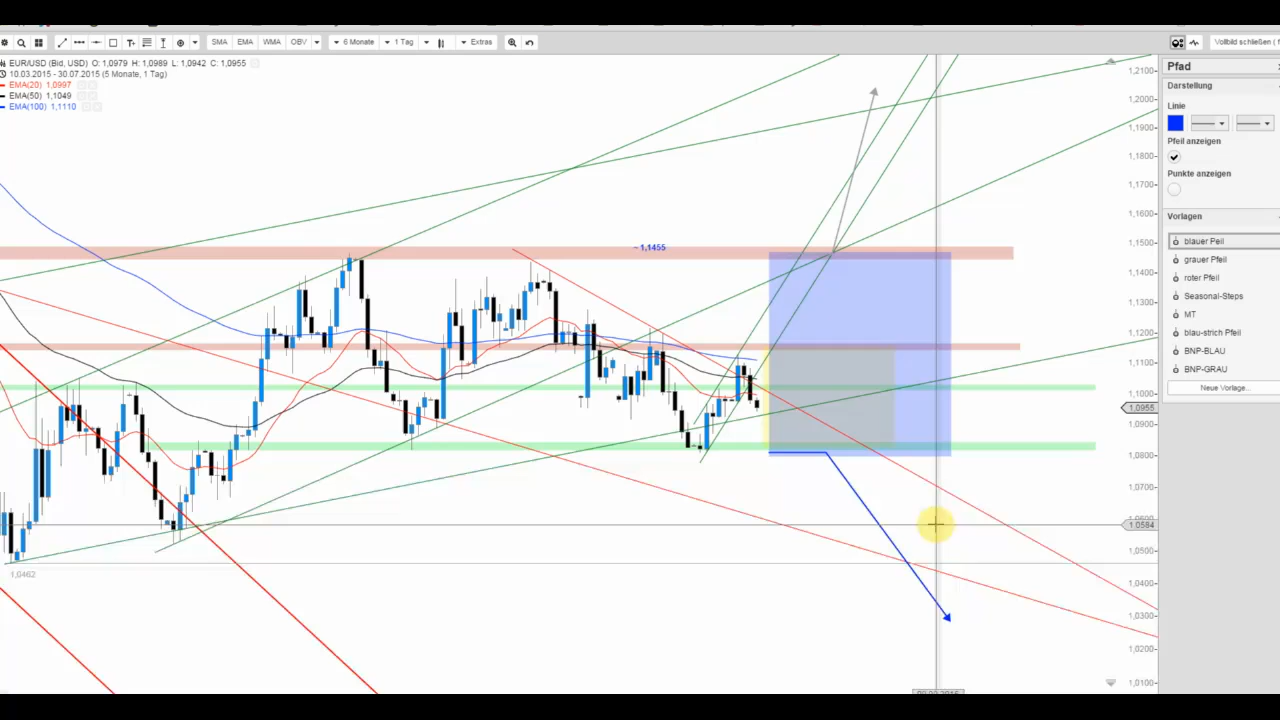 SMA EMA WMA OBV 6 Monate 1 Tag Extras Vollbild schließen ( f
EUR/USD (Bid, USD) O: 1,0979 H: 1,0989 L: 1,0942 C: 1,0955
10.03.2015 - 30.07.2015 (5 Monate, 1 Tag)
EMA(20) 1,0997
EMA(50) 1,1049
EMA(100) 1,1110
~ 1,1455
1,0462
1,2100
1,2000
1,1900
1,1800
1,1700
1,1600
1,1500
1,1400
1,1300
1,1200
1,1100
1,1000
1,0955
1,0900
1,0800
1,0700
1,0584
1,0500
1,0400
1,0300
1,0200
1,0100
Pfad
Darstellung
Linie
Pfeil anzeigen
Punkte anzeigen
Vorlagen
blauer Peil
grauer Pfeil
roter Pfeil
Seasonal-Steps
MT
blau-strich Pfeil
BNP-BLAU
BNP-GRAU
Neue Vorlage...